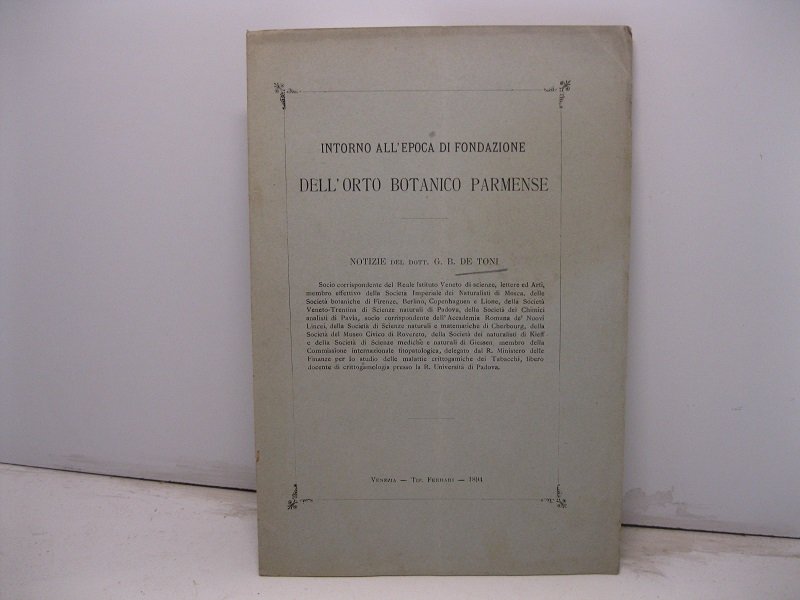 INTORNO ALL'EPOCA DI FONDAZIONE
DELL'ORTO BOTANICO PARMENSE
NOTIZIE DEL DOTT. G. B. DE TONI
Socio corrispondente del Reale Istituto Veneto di scienze, lettere ed Arti,
membro effettivo della Società Imperiale dei Naturalisti di Mosca, delle
Società botaniche di Firenze, Berlino, Copenhaguen e Lione, della Società
Veneto-Trentina di Scienze naturali di Padova, della Società dei Chimici
analisti di Pavia, socio corrispondente dell'Accademia Romana de' Nuovi
Lincei, della Società di Scienze naturali e matematiche di Cherbourg, della
Società del Museo Civico di Rovereto, della Società dei naturalisti di Kieff
e della Società di Scienze mediche e naturali di Giessen membro della
Commissione internazionale fitopatologica, delegato dal R. Ministero delle
Finanze per lo studio delle malattie crittogamiche dei Tabacchi, libero
docente di crittogamologia presso la R. Università di Padova.
VENEZIA — TIP. FERRARI — 1894